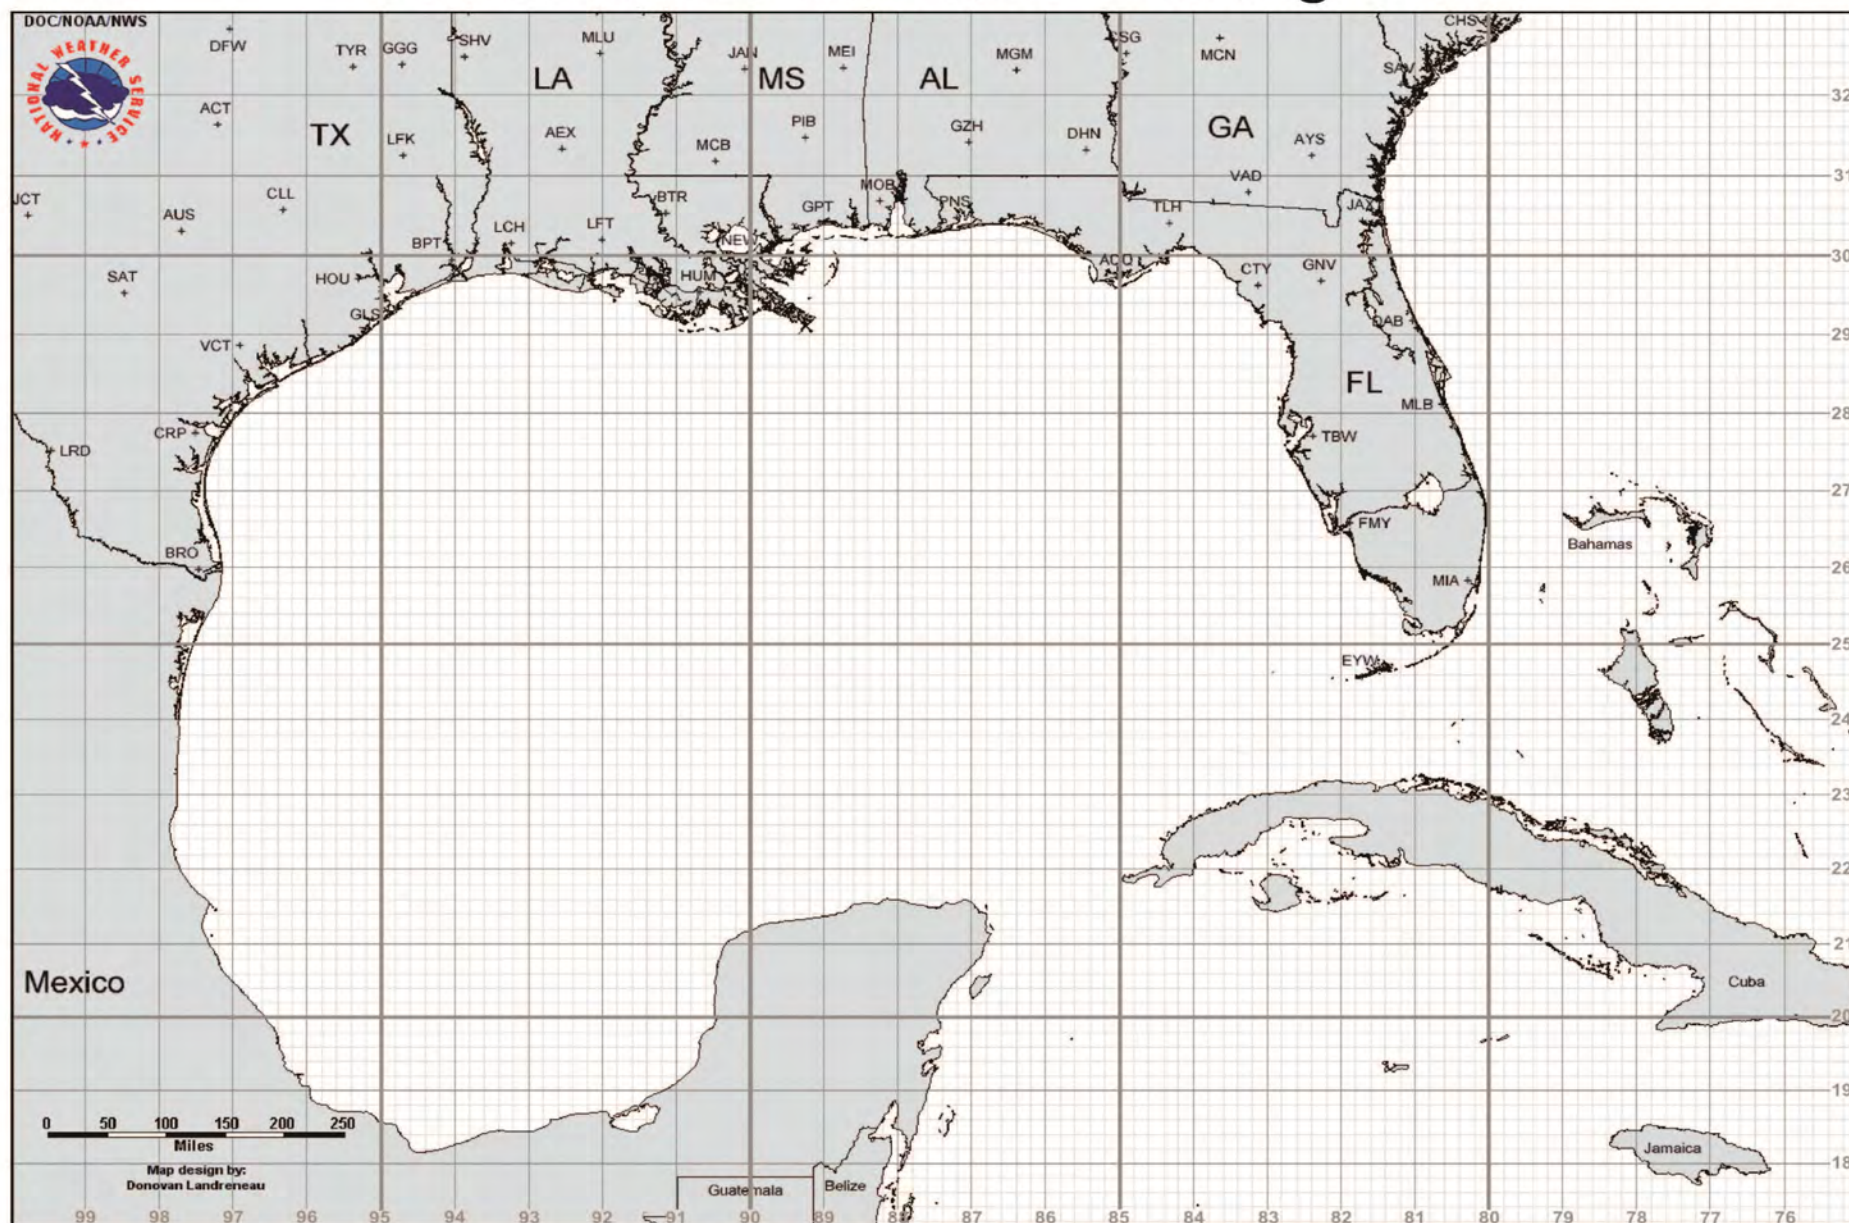 DOC/NOAA/NWS
NATIONAL WEATHER SERVICE
DFW
TYR
GGG
SHV
MLU
JAN
MEI
MGM
CSG
MCN
CHS
SAV
LA
MS
AL
32
ACT
TX
LFK
AEX
MCB
PIB
GZH
DHN
GA
AYS
31
JCT
CLL
AUS
BPT
LCH
LFT
BTR
GPT
MOB
PNS
TLH
VAD
JAX
NEW
30
SAT
HOU
HUM
CTY
GNV
GLS
DAB
29
VCT
FL
MLB
28
CRP
LRD
TBW
27
FMY
Bahamas
BRO
MIA
26
25
EYW
24
23
22
21
Mexico
Cuba
20
19
0 50 100 150 200 250
Miles
Jamaica
Map design by:
Donovan Landreneau
18
Guatemala
Belize
99 98 97 96 95 94 93 92 91 90 89 88 87 86 85 84 83 82 81 80 79 78 77 76